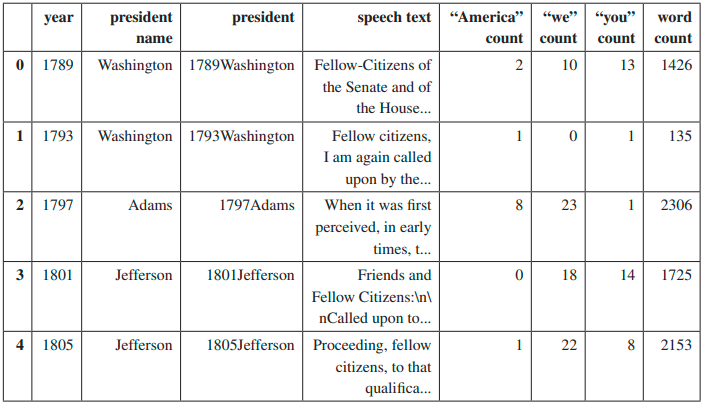 year president name president speech text “America” count “we” count “you” count word count
0 1789 Washington 1789Washington Fellow-Citizens of the Senate and of the House... 2 10 13 1426
1 1793 Washington 1793Washington Fellow citizens, I am again called upon by the... 1 0 1 135
2 1797 Adams 1797Adams When it was first perceived, in early times, t... 8 23 1 2306
3 1801 Jefferson 1801Jefferson Friends and Fellow Citizens:\n\nCalled upon to... 0 18 14 1725
4 1805 Jefferson 1805Jefferson Proceeding, fellow citizens, to that qualifica... 1 22 8 2153